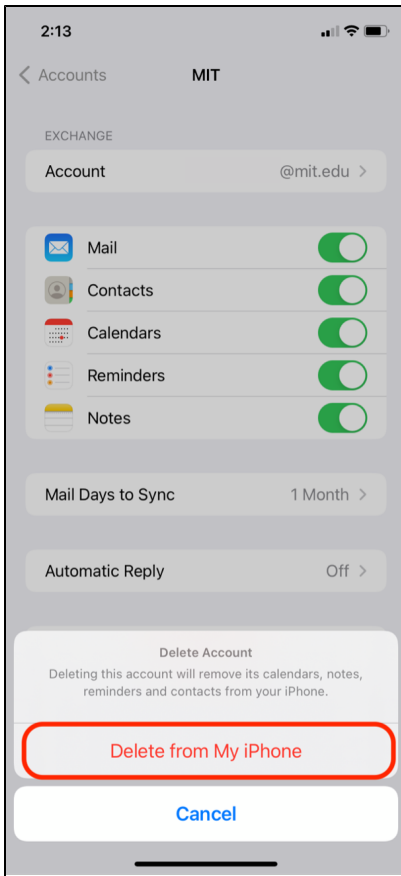 2:13
Accounts
MIT
EXCHANGE
Account
@mit.edu
Mail
Contacts
Calendars
Reminders
Notes
Mail Days to Sync
1 Month
Automatic Reply
Off
Delete Account
Deleting this account will remove its calendars, notes,
reminders and contacts from your iPhone.
Delete from My iPhone
Cancel